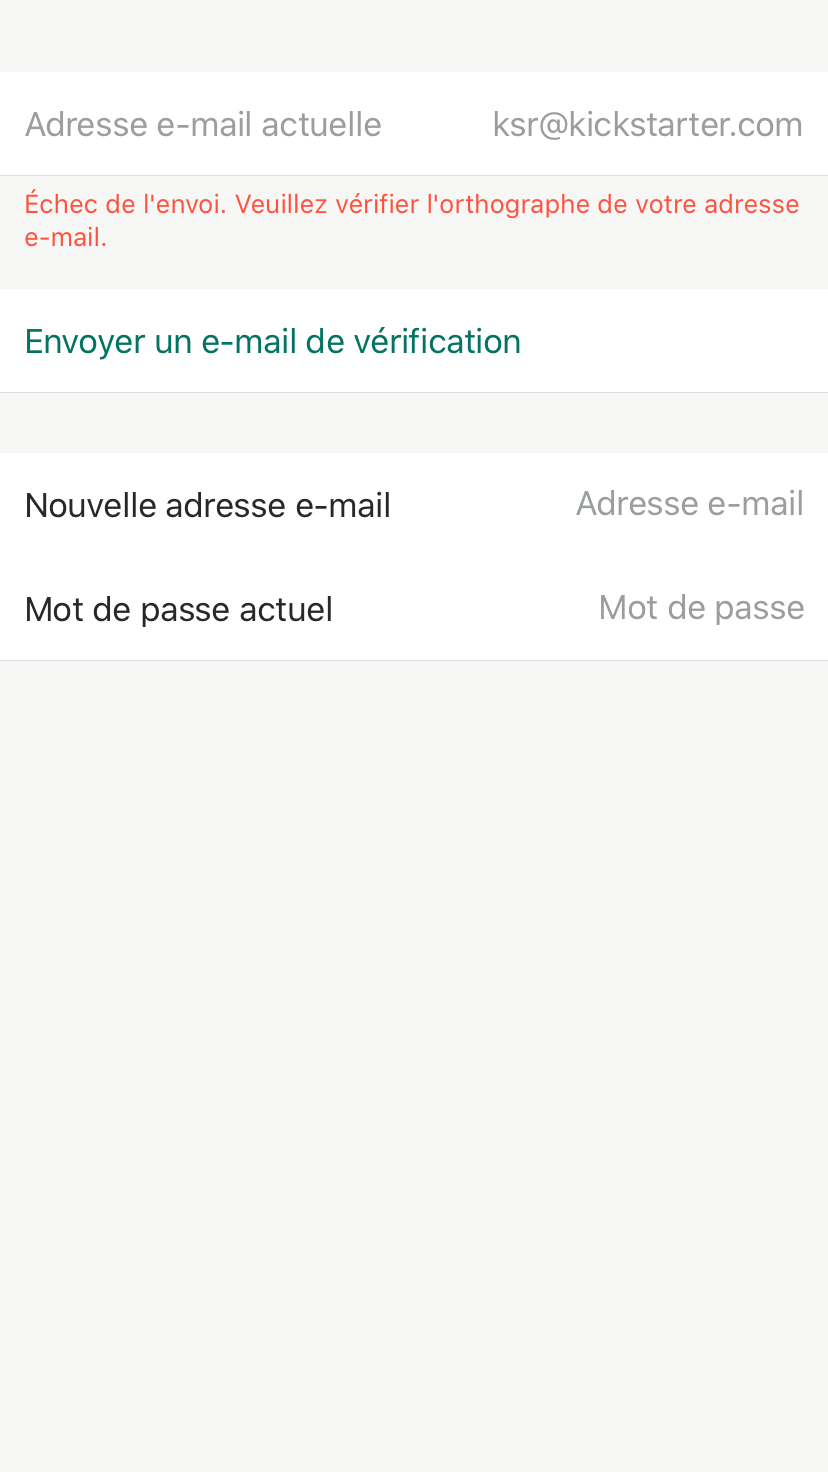 Adresse e-mail actuelle ksr@kickstarter.com
Échec de l'envoi. Veuillez vérifier l'orthographe de votre adresse
e-mail.
Envoyer un e-mail de vérification
Nouvelle adresse e-mail Adresse e-mail
Mot de passe actuel Mot de passe